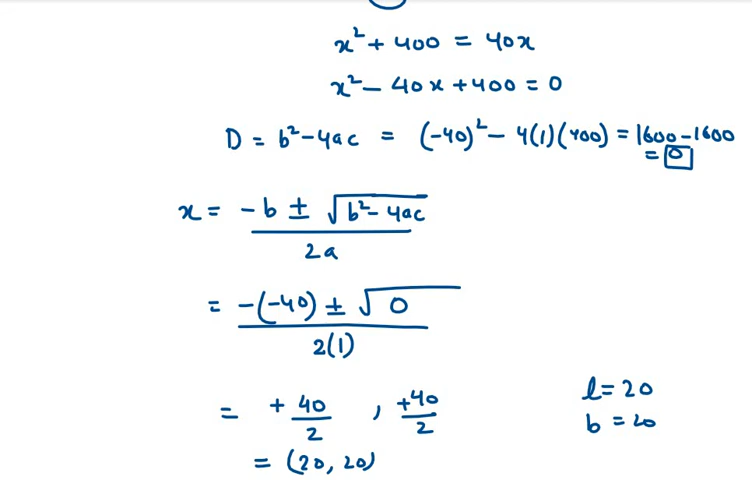 x² + 400 = 40x
x² - 40x + 400 = 0
D = b² - 4ac = (-40)² - 4(1)(400) = 1600 - 1600
= 0
x = -b ± √b² - 4ac
2a
= -(-40) ± √0
2(1)
= + 40/2 , +40/2
l = 20
b = 20
= (20, 20)